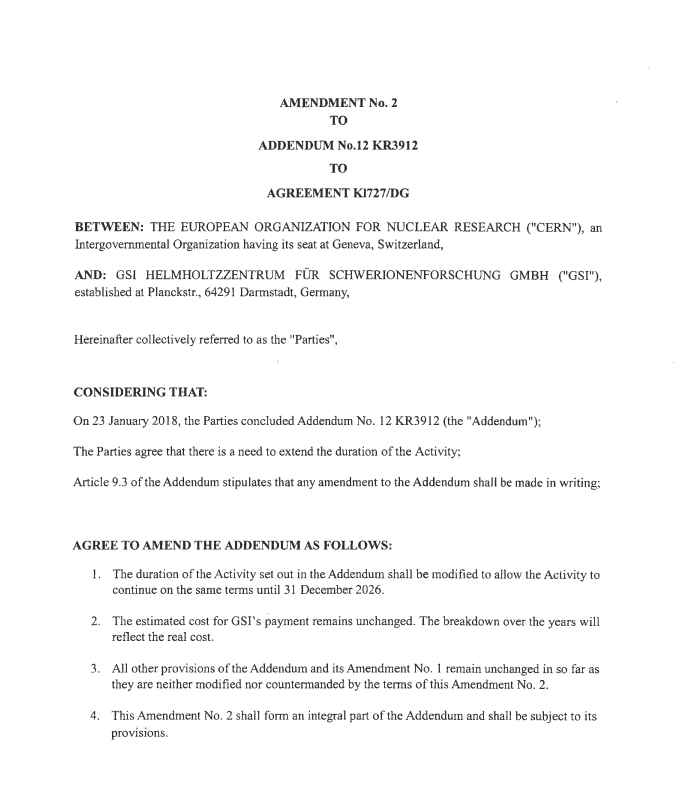 AMENDMENT No. 2
TO
ADDENDUM No.12 KR3912
TO
AGREEMENT K1727/DG
BETWEEN: THE EUROPEAN ORGANIZATION FOR NUCLEAR RESEARCH ("CERN"), an
Intergovernmental Organization having its seat at Geneva, Switzerland,
AND: GSI HELMHOLTZZENTRUM FÜR SCHWERIONENFORSCHUNG GMBH ("GSI"),
established at Planckstr., 64291 Darmstadt, Germany,
Hereinafter collectively referred to as the "Parties",
CONSIDERING THAT:
On 23 January 2018, the Parties concluded Addendum No. 12 KR3912 (the "Addendum");
The Parties agree that there is a need to extend the duration of the Activity;
Article 9.3 of the Addendum stipulates that any amendment to the Addendum shall be made in writing;
AGREE TO AMEND THE ADDENDUM AS FOLLOWS:
1. The duration of the Activity set out in the Addendum shall be modified to allow the Activity to
continue on the same terms until 31 December 2026.
2. The estimated cost for GSI's payment remains unchanged. The breakdown over the years will
reflect the real cost.
3. All other provisions of the Addendum and its Amendment No. 1 remain unchanged in so far as
they are neither modified nor countermanded by the terms of this Amendment No. 2.
4. This Amendment No. 2 shall form an integral part of the Addendum and shall be subject to its
provisions.